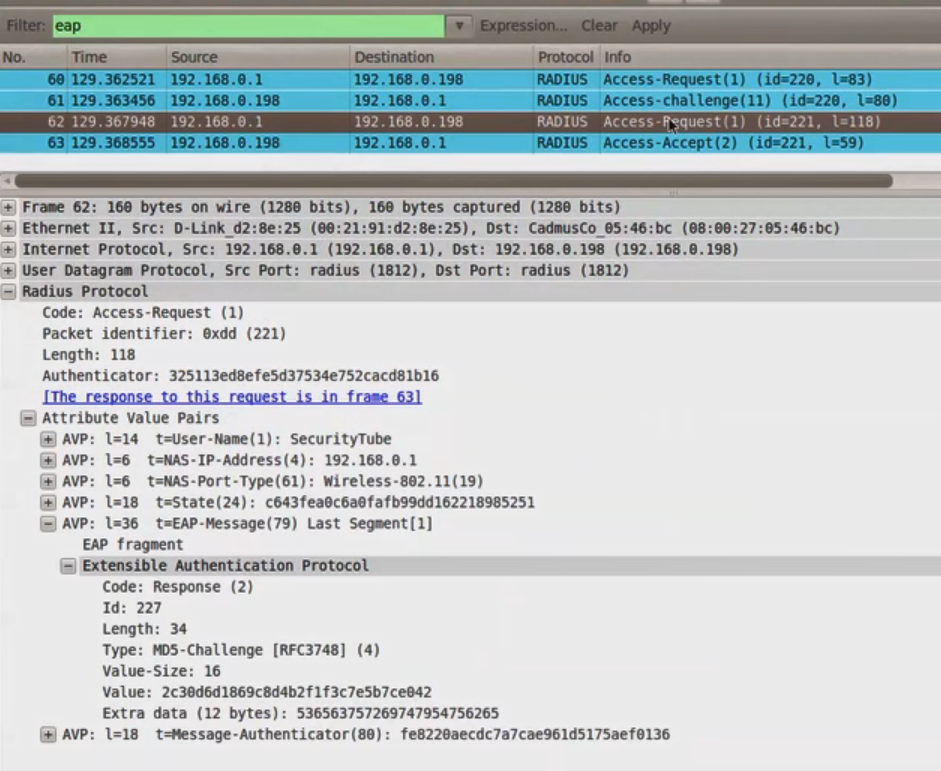 Filter: eap Expression... Clear Apply
No. Time Source Destination Protocol Info
60 129.362521 192.168.0.1 192.168.0.198 RADIUS Access-Request(1) (id=220, l=83)
61 129.363456 192.168.0.198 192.168.0.1 RADIUS Access-challenge(11) (id=220, l=80)
62 129.367948 192.168.0.1 192.168.0.198 RADIUS Access-Request(1) (id=221, l=118)
63 129.368555 192.168.0.198 192.168.0.1 RADIUS Access-Accept(2) (id=221, l=59)
Frame 62: 160 bytes on wire (1280 bits), 160 bytes captured (1280 bits)
Ethernet II, Src: D-Link_d2:8e:25 (00:21:91:d2:8e:25), Dst: CadmusCo_05:46:bc (08:00:27:05:46:bc)
Internet Protocol, Src: 192.168.0.1 (192.168.0.1), Dst: 192.168.0.198 (192.168.0.198)
User Datagram Protocol, Src Port: radius (1812), Dst Port: radius (1812)
Radius Protocol
Code: Access-Request (1)
Packet identifier: 0xdd (221)
Length: 118
Authenticator: 325113ed8efe5d37534e752cacd81b16
[The response to this request is in frame 63]
Attribute Value Pairs
AVP: l=14 t=User-Name(1): SecurityTube
AVP: l=6 t=NAS-IP-Address(4): 192.168.0.1
AVP: l=6 t=NAS-Port-Type(61): Wireless-802.11(19)
AVP: l=18 t=State(24): c643fea0c6a0fafb99dd162218985251
AVP: l=36 t=EAP-Message(79) Last Segment[1]
EAP fragment
Extensible Authentication Protocol
Code: Response (2)
Id: 227
Length: 34
Type: MD5-Challenge [RFC3748] (4)
Value-Size: 16
Value: 2c30d6d1869c8d4b2f1f3c7e5b7ce042
Extra data (12 bytes): 536563757269747954756265
AVP: l=18 t=Message-Authenticator(80): fe8220aecdc7a7cae961d5175aef0136